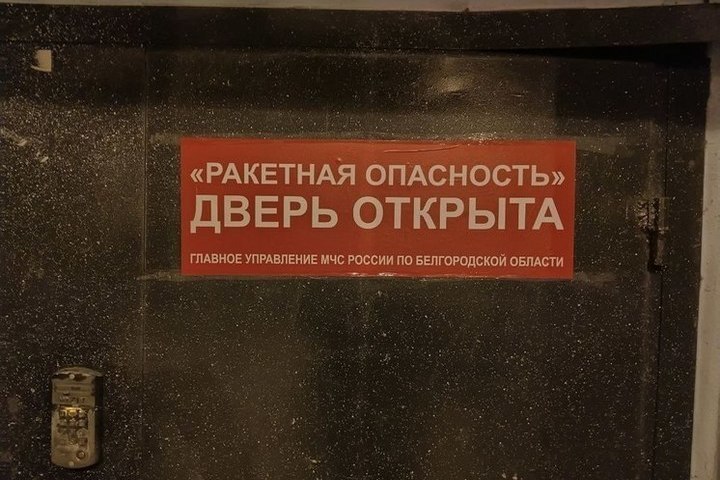 «РАКЕТНАЯ ОПАСНОСТЬ»
ДВЕРЬ ОТКРЫТА
ГЛАВНОЕ УПРАВЛЕНИЕ МЧС РОССИИ ПО БЕЛГОРОДСКОЙ ОБЛАСТИ